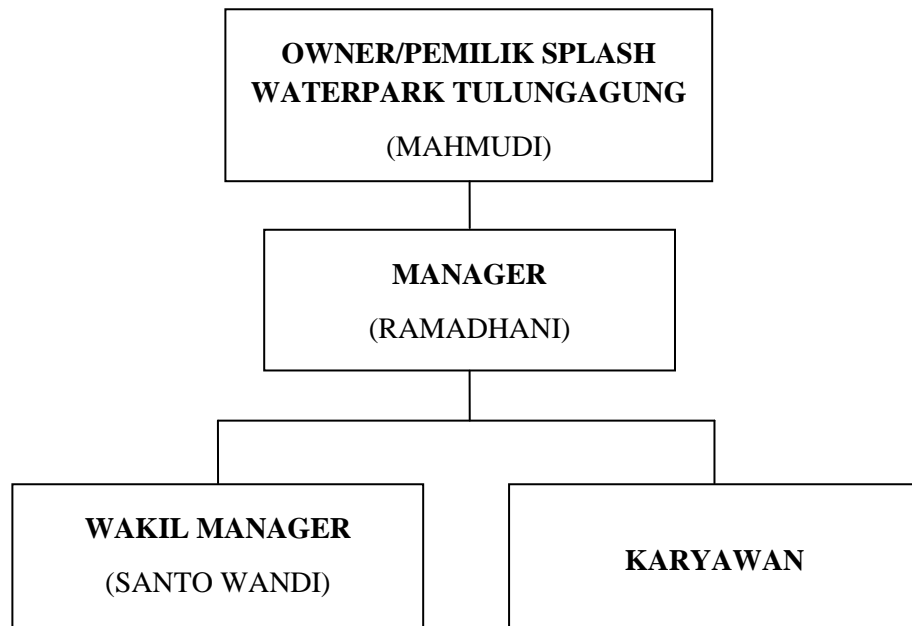 OWNER/PEMILIK SPLASH
WATERPARK TULUNGAGUNG
(MAHMUDI)
MANAGER
(RAMADHANI)
WAKIL MANAGER
(SANTO WANDI)
KARYAWAN